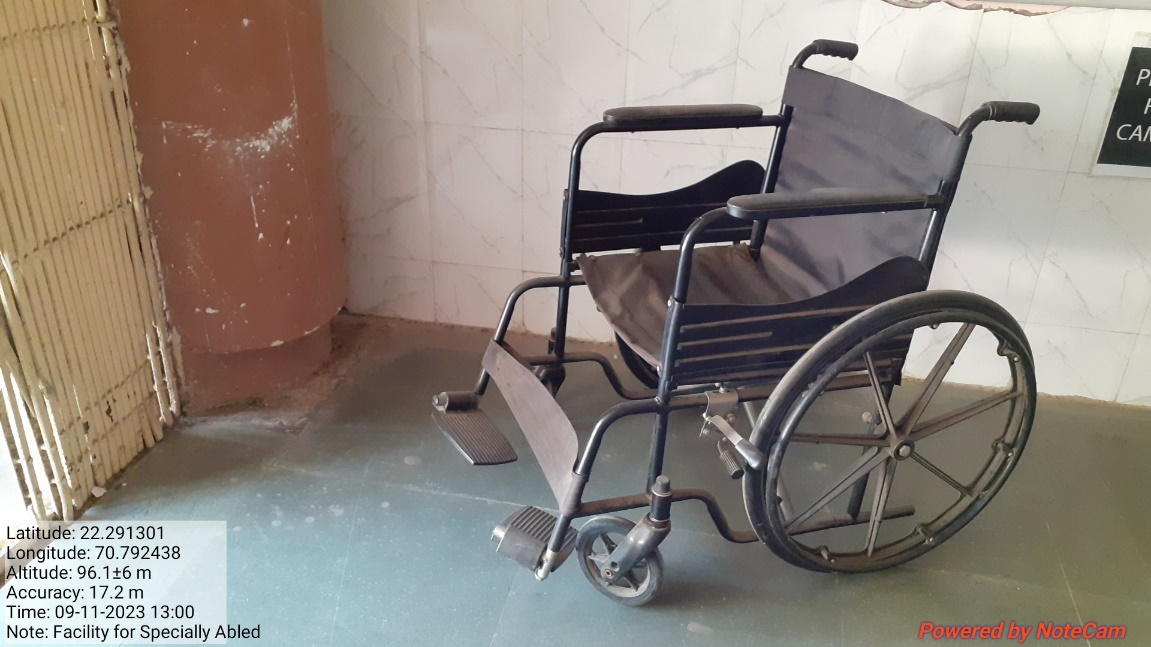 Latitude: 22.291301
Longitude: 70.792438
Altitude: 96.1±6 m
Accuracy: 17.2 m
Time: 09-11-2023 13:00
Note: Facility for Specially Abled
Powered by NoteCam